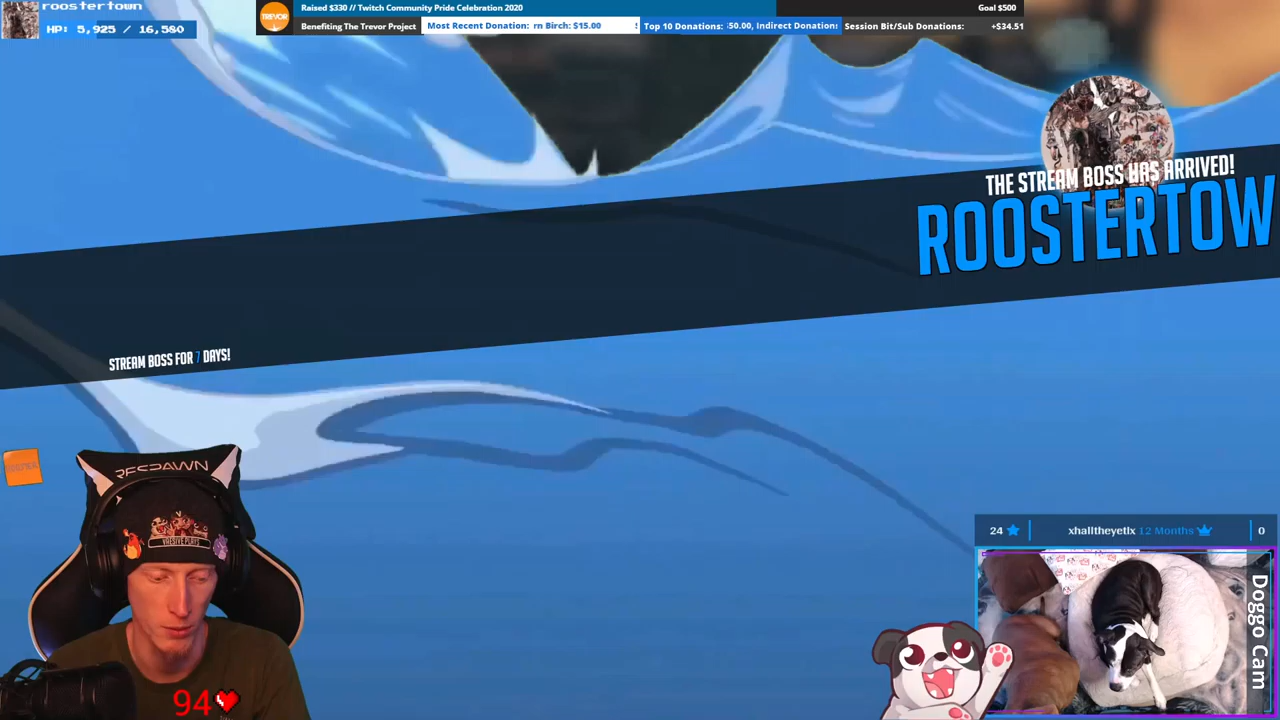 roostertown
HP: 5,925 / 16,580
Raised $330 // Twitch Community Pride Celebration 2020
Goal $500
TREVOR
Benefiting The Trevor Project
Most Recent Donation: rn Birch: $15.00
Top 10 Donations: 50.00, Indirect Donation:
Session Bit/Sub Donations:
+$34.51
THE STREAM BOSS HAS ARRIVED!
ROOSTERTOW
STREAM BOSS FOR 7 DAYS!
RESPAWN
94
24
xhalltheyetlx 12 Months
0
Doggo Cam